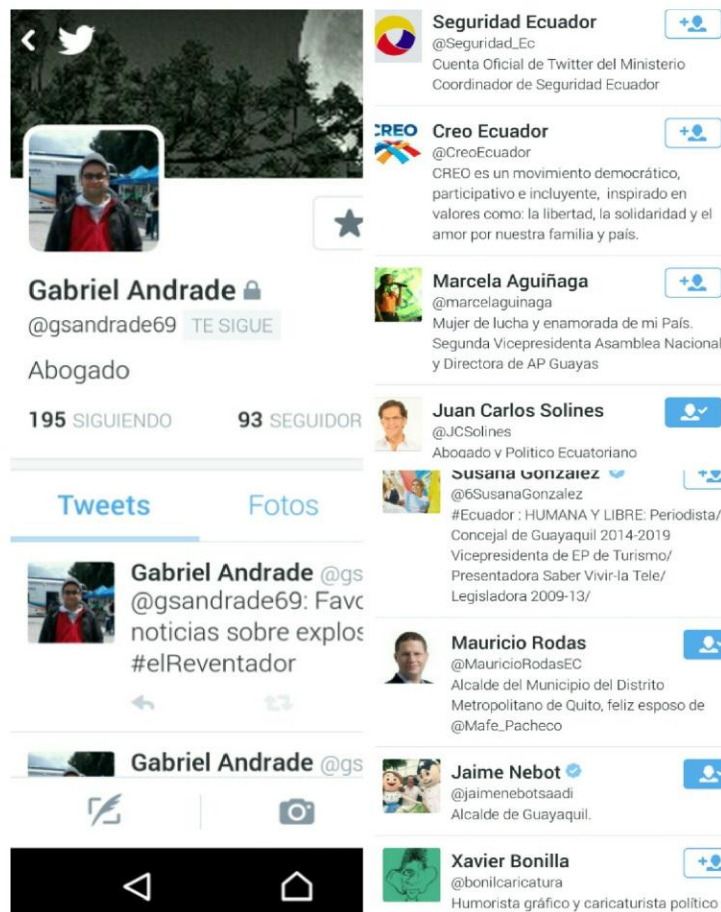 Gabriel Andrade
@gsandrade69 TE SIGUE
Abogado
195 SIGUIENDO 93 SEGUIDOR
Tweets Fotos
Gabriel Andrade @gs
@gsandrade69: Favo
noticias sobre explos
#elReventador
Gabriel Andrade @gs
Seguridad Ecuador
@Seguridad_Ec
Cuenta Oficial de Twitter del Ministerio
Coordinador de Seguridad Ecuador
CREO
Creo Ecuador
@CreoEcuador
CREO es un movimiento democrático,
participativo e incluyente, inspirado en
valores como: la libertad, la solidaridad y el
amor por nuestra familia y país.
Marcela Aguiñaga
@marcelaguinaga
Mujer de lucha y enamorada de mi País.
Segunda Vicepresidenta Asamblea Nacional
y Directora de AP Guayas
Juan Carlos Solines
@JCSolines
Abogado y Politico Ecuatoriano
Susana Gonzalez
@6SusanaGonzalez
#Ecuador : HUMANA Y LIBRE: Periodista/
Concejal de Guayaquil 2014-2019
Vicepresidenta de EP de Turismo/
Presentadora Saber Vivir-la Tele/
Legisladora 2009-13/
Mauricio Rodas
@MauricioRodasEC
Alcalde del Municipio del Distrito
Metropolitano de Quito, feliz esposo de
@Mafe_Pacheco
Jaime Nebot
@jaimenebotsaadi
Alcalde de Guayaquil.
Xavier Bonilla
@bonilcaricatura
Humorista gráfico y caricaturista político